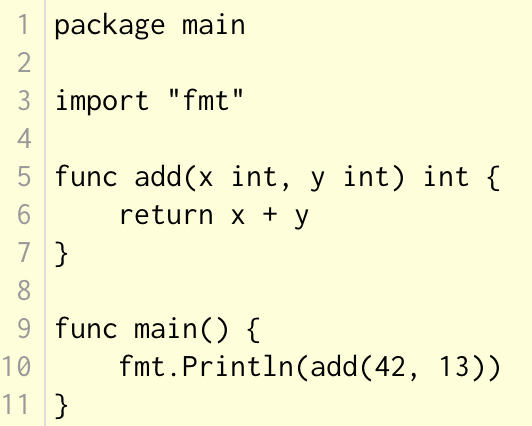 1 package main
2
3 import "fmt"
4
5 func add(x int, y int) int {
6     return x + y
7 }
8
9 func main() {
10     fmt.Println(add(42, 13))
11 }